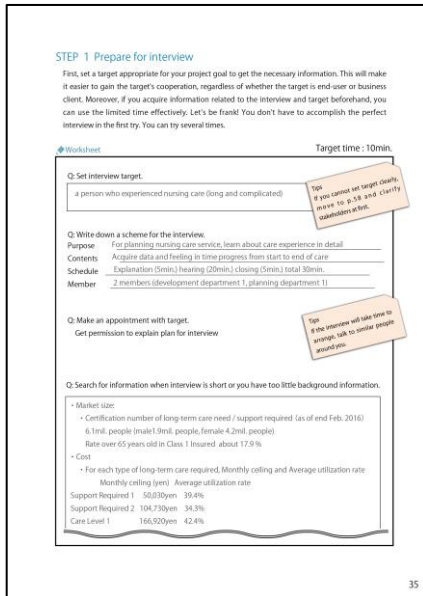 STEP 1 Prepare for interview
First, set a target appropriate for your project goal to get the necessary information. This will make
it easier to gain the target's cooperation, regardless of whether the target is end-user or business
client. Moreover, if you acquire information related to the interview and target beforehand, you
can use the limited time effectively. Let's be frank! You don't have to accomplish the perfect
interview in the first try. You can try several times.
Worksheet
Target time : 10min.
Q: Set interview target.
a person who experienced nursing care (long and complicated)
Tips
If you cannot set target clearly,
move to p.58 and clarify
stakeholders at first.
Q: Write down a scheme for the interview.
Purpose For planning nursing care service, learn about care experience in detail
Contents Acquire data and feeling in time progress from start to end of care
Schedule Explanation (5min.) hearing (20min.) closing (5min.) total 30min.
Member 2 members (development department 1, planning department 1)
Q: Make an appointment with target.
Get permission to explain plan for interview
Tips
If the interview will take time to
arrange, talk to similar people
around you.
Q: Search for information when interview is short or you have too little background information.
・Market size:
・Certification number of long-term care need / support required (as of end Feb. 2016)
6.1mil. people (male1.9mil. people, female 4.2mil. people)
Rate over 65 years old in Class 1 Insured about 17.9 %
・Cost
・For each type of long-term care required, Monthly ceiling and Average utilization rate
Monthly ceiling (yen) Average utilization rate
Support Required 1 50,030yen 39.4%
Support Required 2 104,730yen 34.3%
Care Level 1 166,920yen 42.4%
35